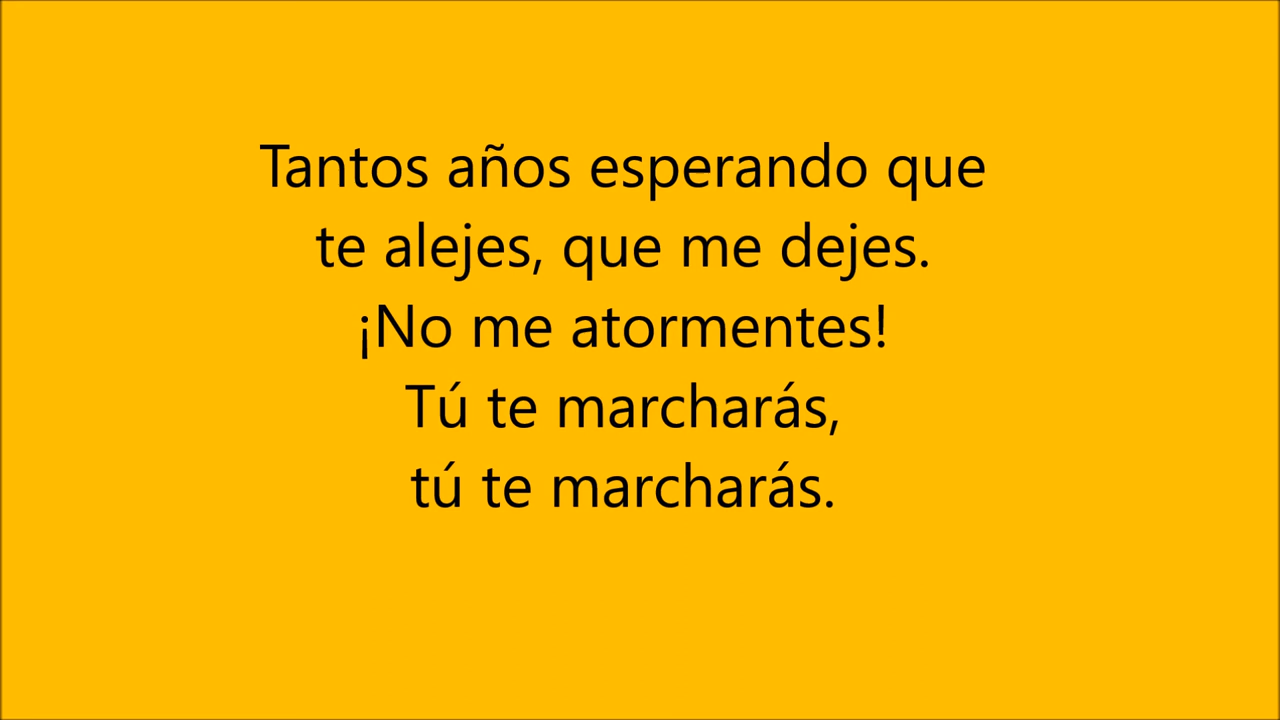 Tantos años esperando que
te alejes, que me dejes.
¡No me atormentes!
Tú te marcharás,
tú te marcharás.